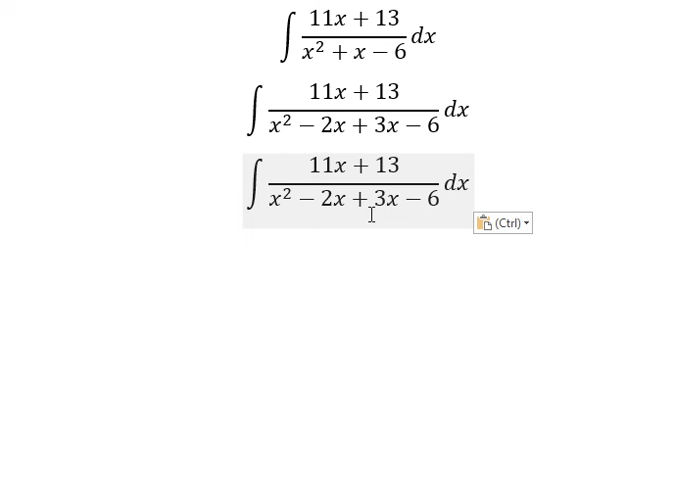 ∫ (11x + 13)/(x² + x − 6) dx
∫ (11x + 13)/(x² − 2x + 3x − 6) dx
∫ (11x + 13)/(x² − 2x + 3x − 6) dx
(Ctrl)